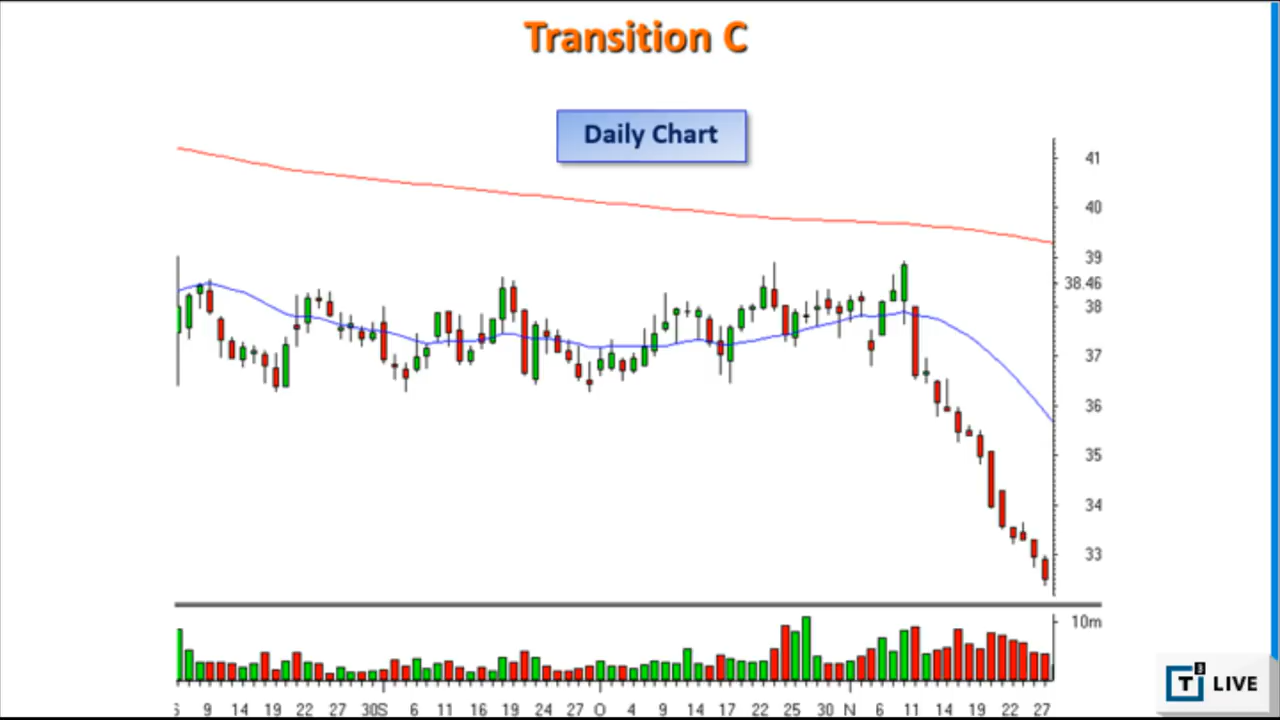 Transition C
Daily Chart
41
40
39
38.46
38
37
36
35
34
33
10m
9 14 19 22 27 30S 6 11 16 19 24 27 O 4 9 12 17 22 25 30 N 6 11 14 19 22 27
T3 LIVE